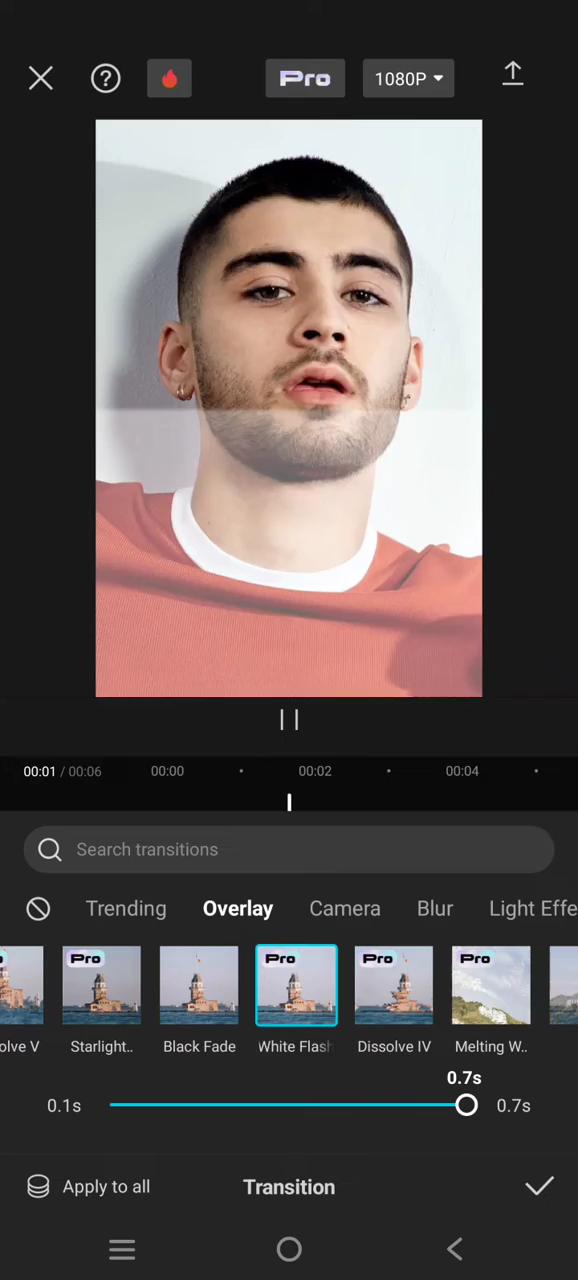 Pro 1080P
00:01 / 00:06 00:00 00:02 00:04
Search transitions
Trending Overlay Camera Blur Light Effe
Pro Pro Pro Pro
olve V Starlight.. Black Fade White Flash Dissolve IV Melting W..
0.7s
0.1s 0.7s
Apply to all Transition